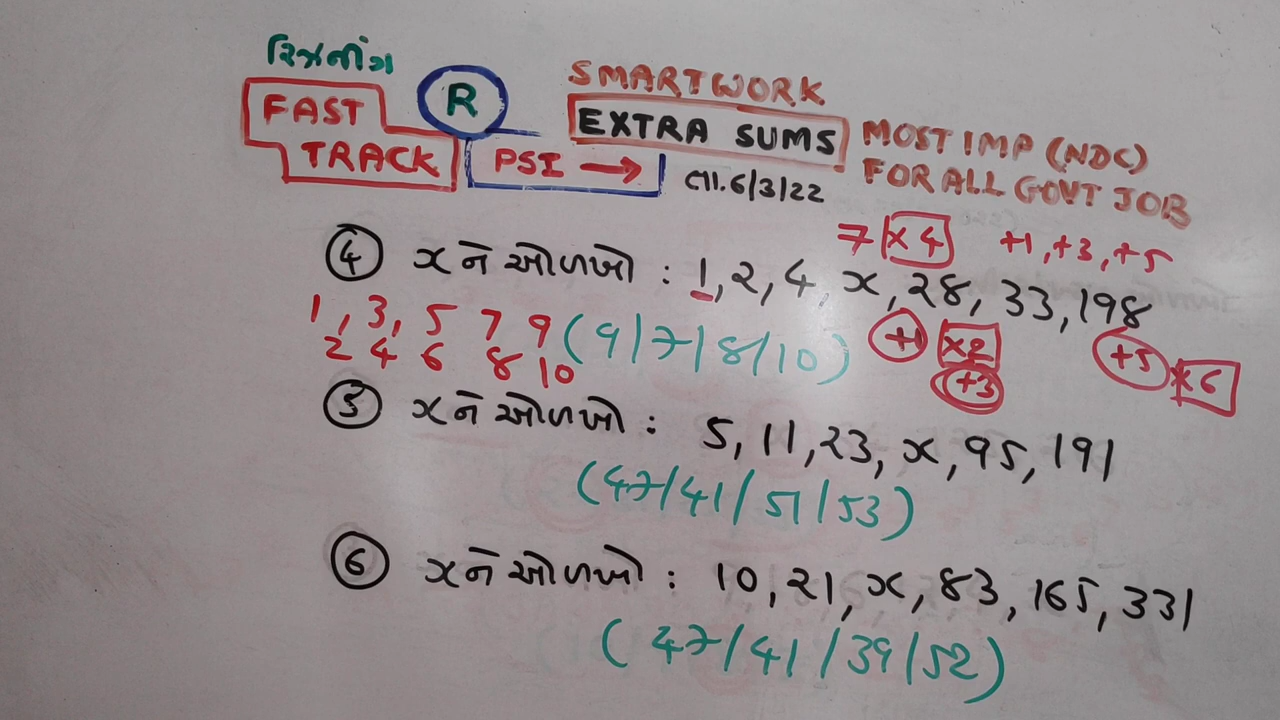 રિઝનીંગ
FAST
TRACK
R
PSI →
SMARTWORK
EXTRA SUMS
તા.6/3/22
MOST IMP (NDC)
FOR ALL GOVT JOB
7 ×4 +1,+3,+5
④ x ને ઓળખો : 1,2,4,x,28,33,198
1,3,5 7 9 (9/7/8/10) +1 ×2 +5 ×6
2 4 6 8 10 +3
⑤ x ને ઓળખો : 5,11,23,x,95,191
(47/41/51/53)
⑥ x ને ઓળખો : 10,21,x,83,165,331
(47/41/39/52)